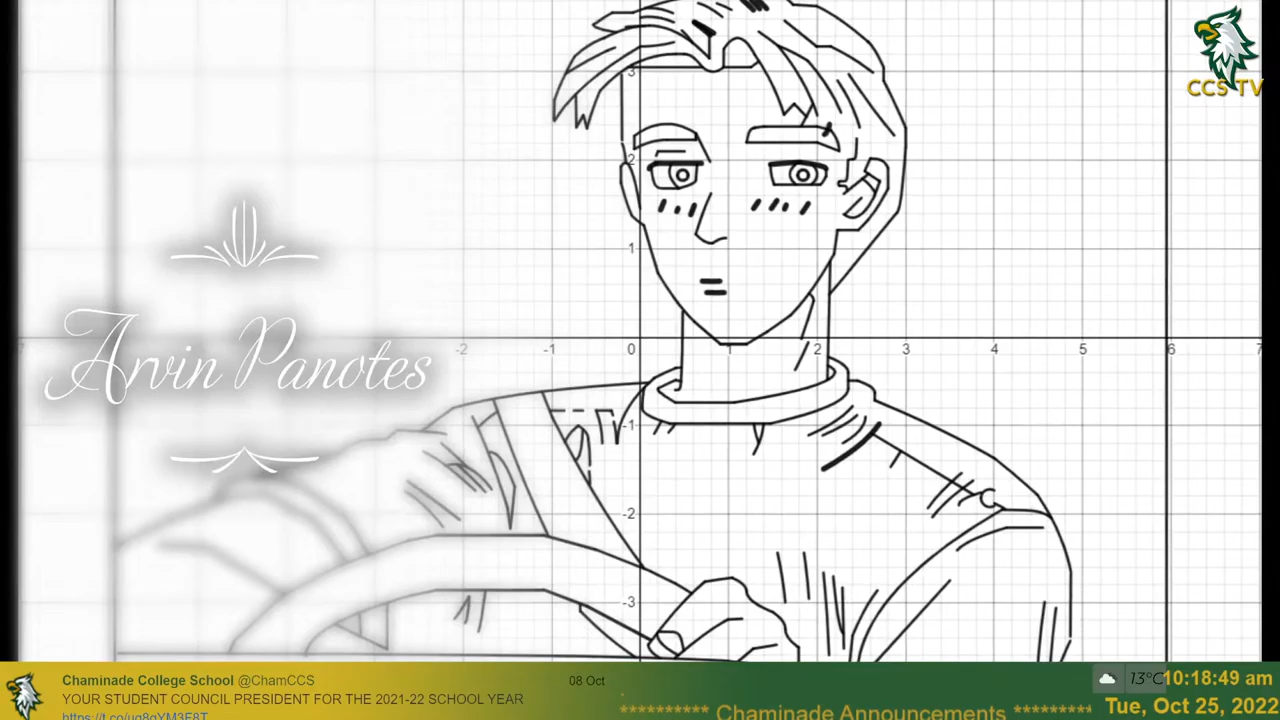 CCS TV
3
2
1
-2 -1 0 1 2 3 4 5 6 7
-1
-2
-3
Arvin Panotes
Chaminade College School @ChamCCS
08 Oct
YOUR STUDENT COUNCIL PRESIDENT FOR THE 2021-22 SCHOOL YEAR
********** Chaminade Announcements *********
13°C
10:18:49 am
Tue, Oct 25, 2022